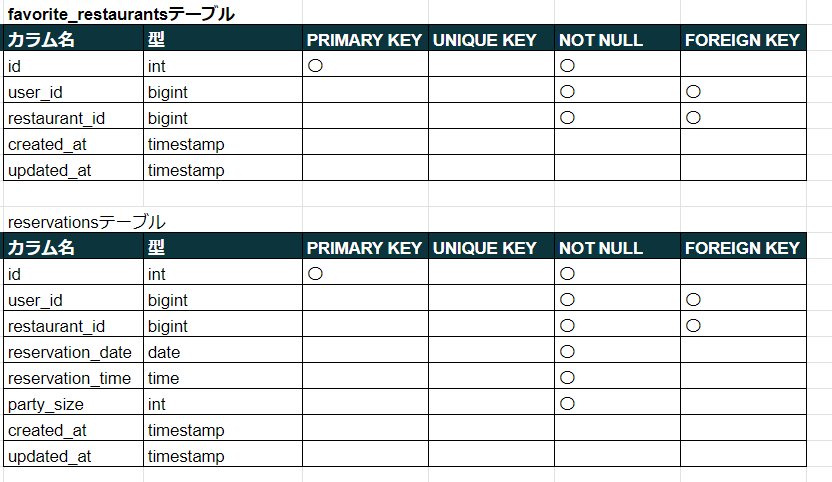 favorite_restaurantsテーブル
カラム名 型 PRIMARY KEY UNIQUE KEY NOT NULL FOREIGN KEY
id int 〇 〇
user_id bigint 〇 〇
restaurant_id bigint 〇 〇
created_at timestamp
updated_at timestamp
reservationsテーブル
カラム名 型 PRIMARY KEY UNIQUE KEY NOT NULL FOREIGN KEY
id int 〇 〇
user_id bigint 〇 〇
restaurant_id bigint 〇 〇
reservation_date date 〇
reservation_time time 〇
party_size int 〇
created_at timestamp
updated_at timestamp